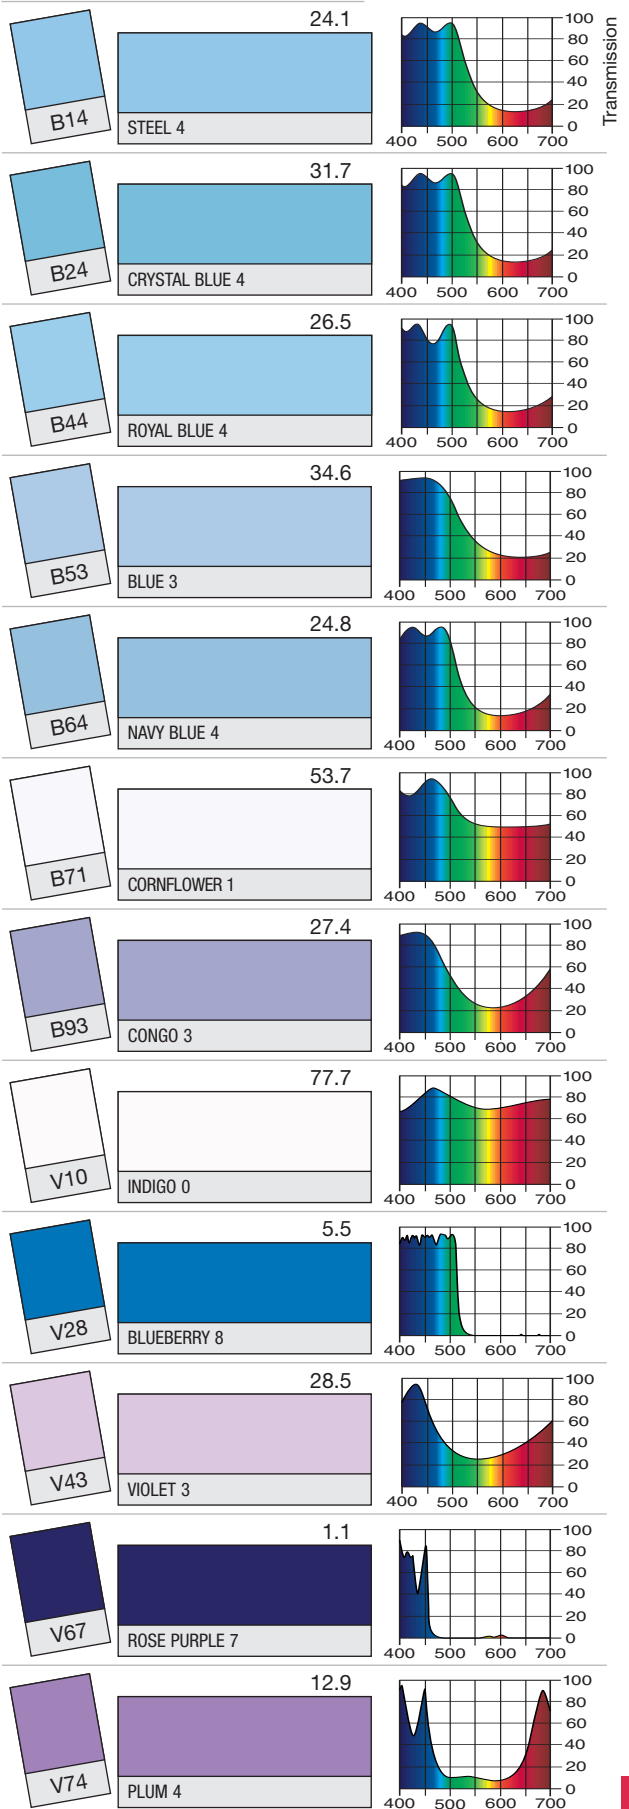 24.1
B14
STEEL 4
100
80
60
40
20
0
400 500 600 700
Transmission
31.7
B24
CRYSTAL BLUE 4
100
80
60
40
20
0
400 500 600 700
26.5
B44
ROYAL BLUE 4
100
80
60
40
20
0
400 500 600 700
34.6
B53
BLUE 3
100
80
60
40
20
0
400 500 600 700
24.8
B64
NAVY BLUE 4
100
80
60
40
20
0
400 500 600 700
53.7
B71
CORNFLOWER 1
100
80
60
40
20
0
400 500 600 700
27.4
B93
CONGO 3
100
80
60
40
20
0
400 500 600 700
77.7
V10
INDIGO 0
100
80
60
40
20
0
400 500 600 700
5.5
V28
BLUEBERRY 8
100
80
60
40
20
0
400 500 600 700
28.5
V43
VIOLET 3
100
80
60
40
20
0
400 500 600 700
1.1
V67
ROSE PURPLE 7
100
80
60
40
20
0
400 500 600 700
12.9
V74
PLUM 4
100
80
60
40
20
0
400 500 600 700